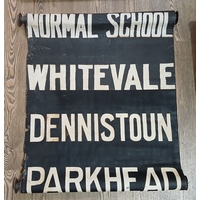 NORMAL SCHOOL
WHITEVALE
DENNISTOUN
PARKHEAD